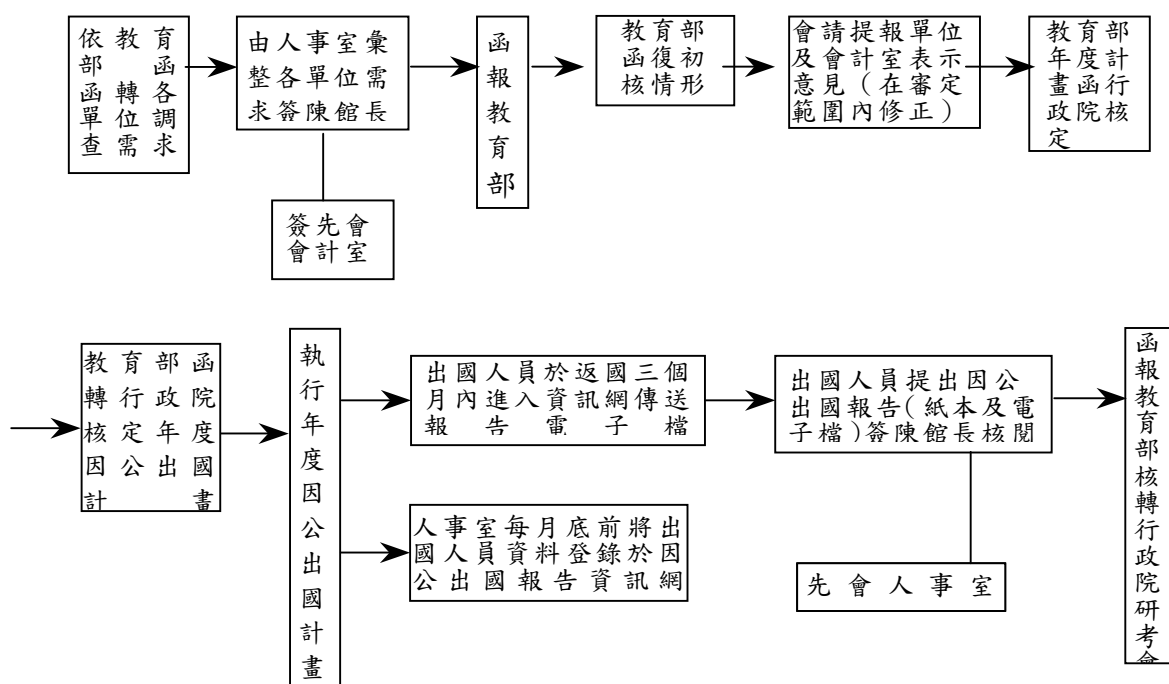 依教育
部函
函轉各
單位調
查需求
由人事室彙
整各單位需
求簽陳館長
簽先會
會計室
函報教育部
教育部
函復初
核情形
會請提報單位
及會計室表示
意見（在審定
範圍內修正）
教育部
年度計
畫函行
政院核
定
教育部函
轉行政院
核定年度
因公出國
計畫
執行年度因公出國計畫
出國人員於返國三個
月內進入資訊網傳送
報告電子檔
人事室每月底前將出
國人員資料登錄於因
公出國報告資訊網
出國人員提出因公
出國報告(紙本及電
子檔)簽陳館長核閱
先會人事室
函報教育部核轉行政院研考會